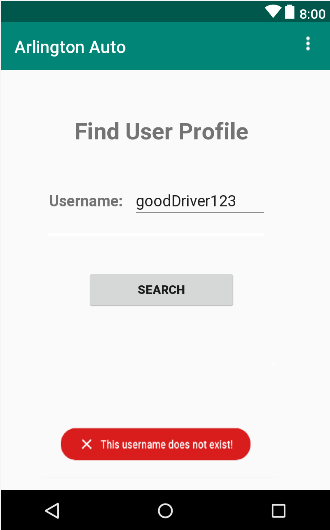 8:00
Arlington Auto
Find User Profile
Username: goodDriver123
SEARCH
This username does not exist!